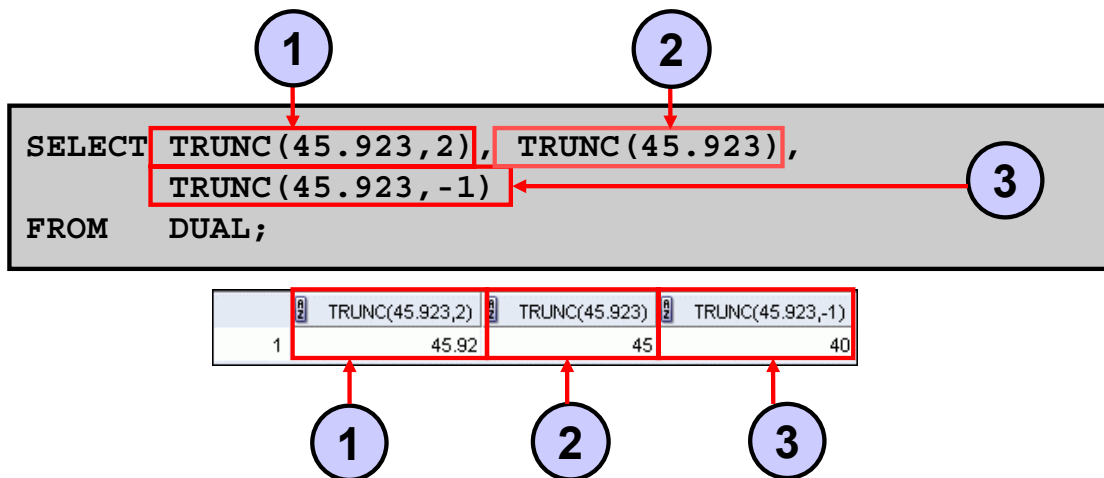 1 2
SELECT TRUNC(45.923,2), TRUNC(45.923),
TRUNC(45.923,-1) 3
FROM DUAL;
TRUNC(45.923,2) TRUNC(45.923) TRUNC(45.923,-1)
1 45.92 45 40
1 2 3